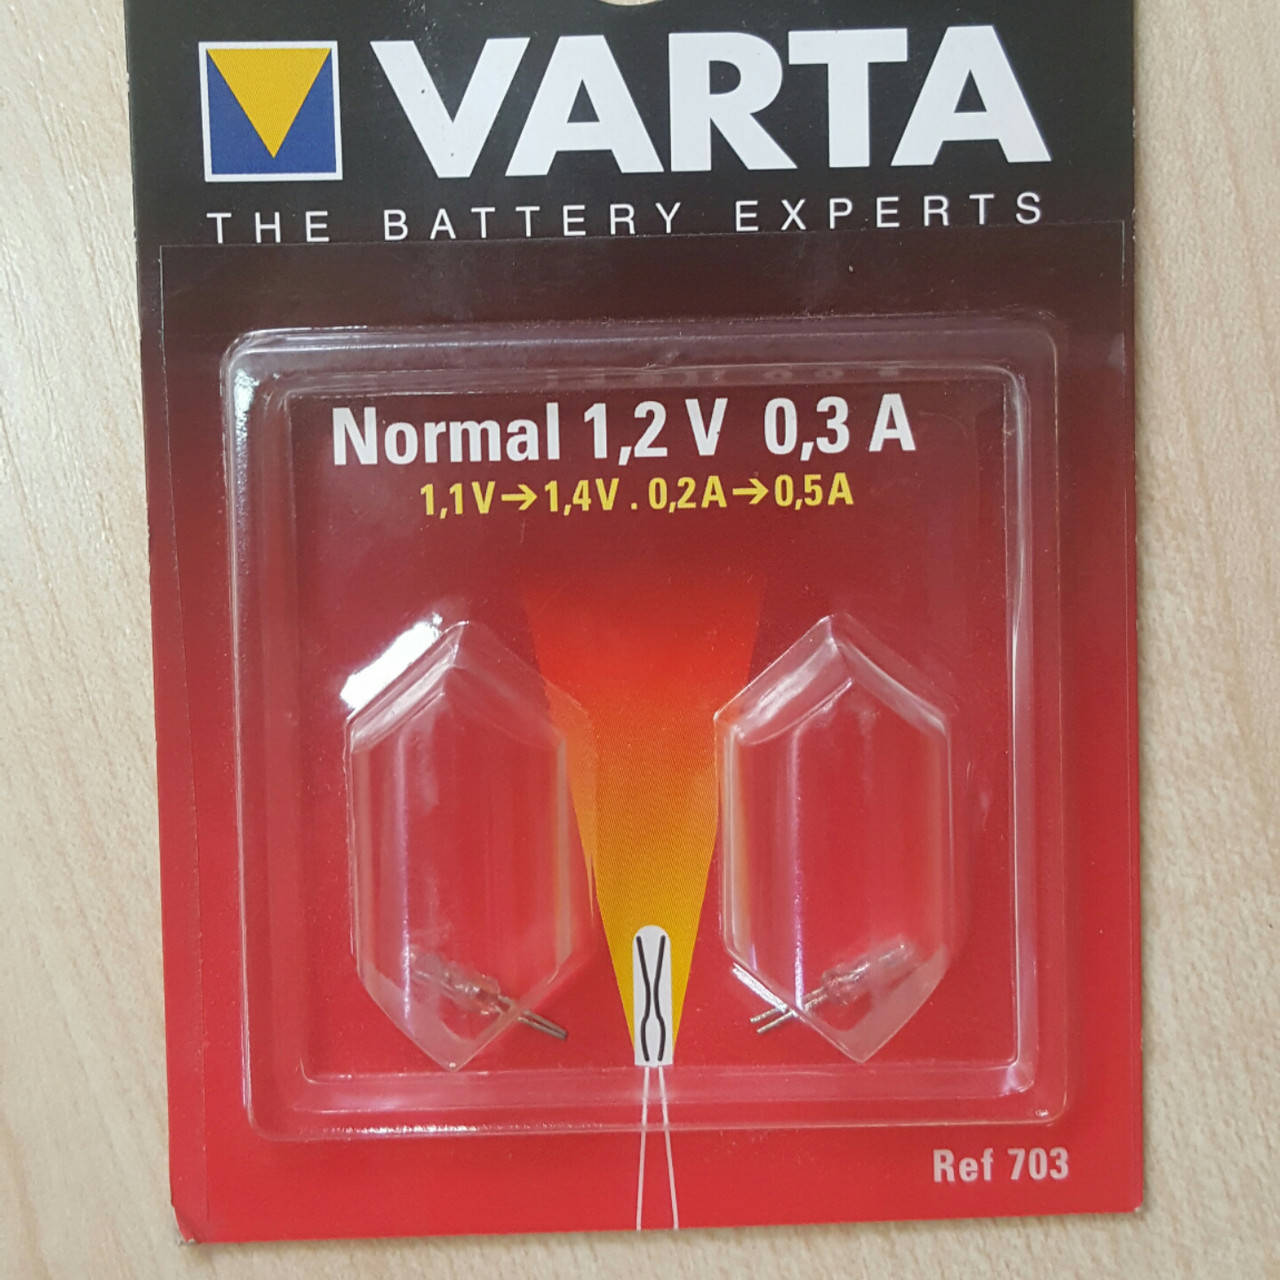 VARTA
THE BATTERY EXPERTS
Normal 1,2 V 0,3 A
1,1V→1,4V . 0,2A→0,5A
Ref 703